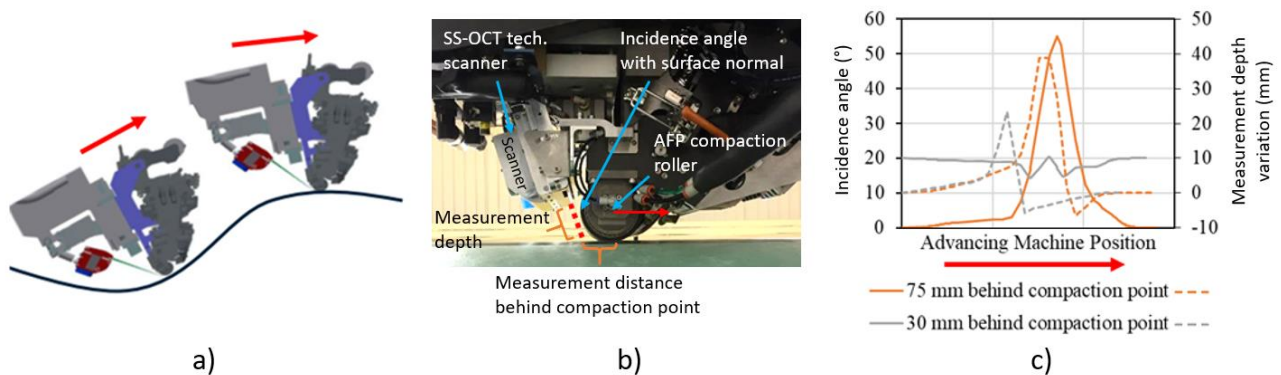 SS-OCT tech.
scanner
Incidence angle
with surface normal
AFP compaction
roller
Scanner
Measurement
depth
Measurement distance
behind compaction point
Incidence angle (°)
60
50
40
30
20
10
0
50
40
30
20
10
0
-10
Measurement depth
variation (mm)
Advancing Machine Position
75 mm behind compaction point
30 mm behind compaction point
a)
b)
c)